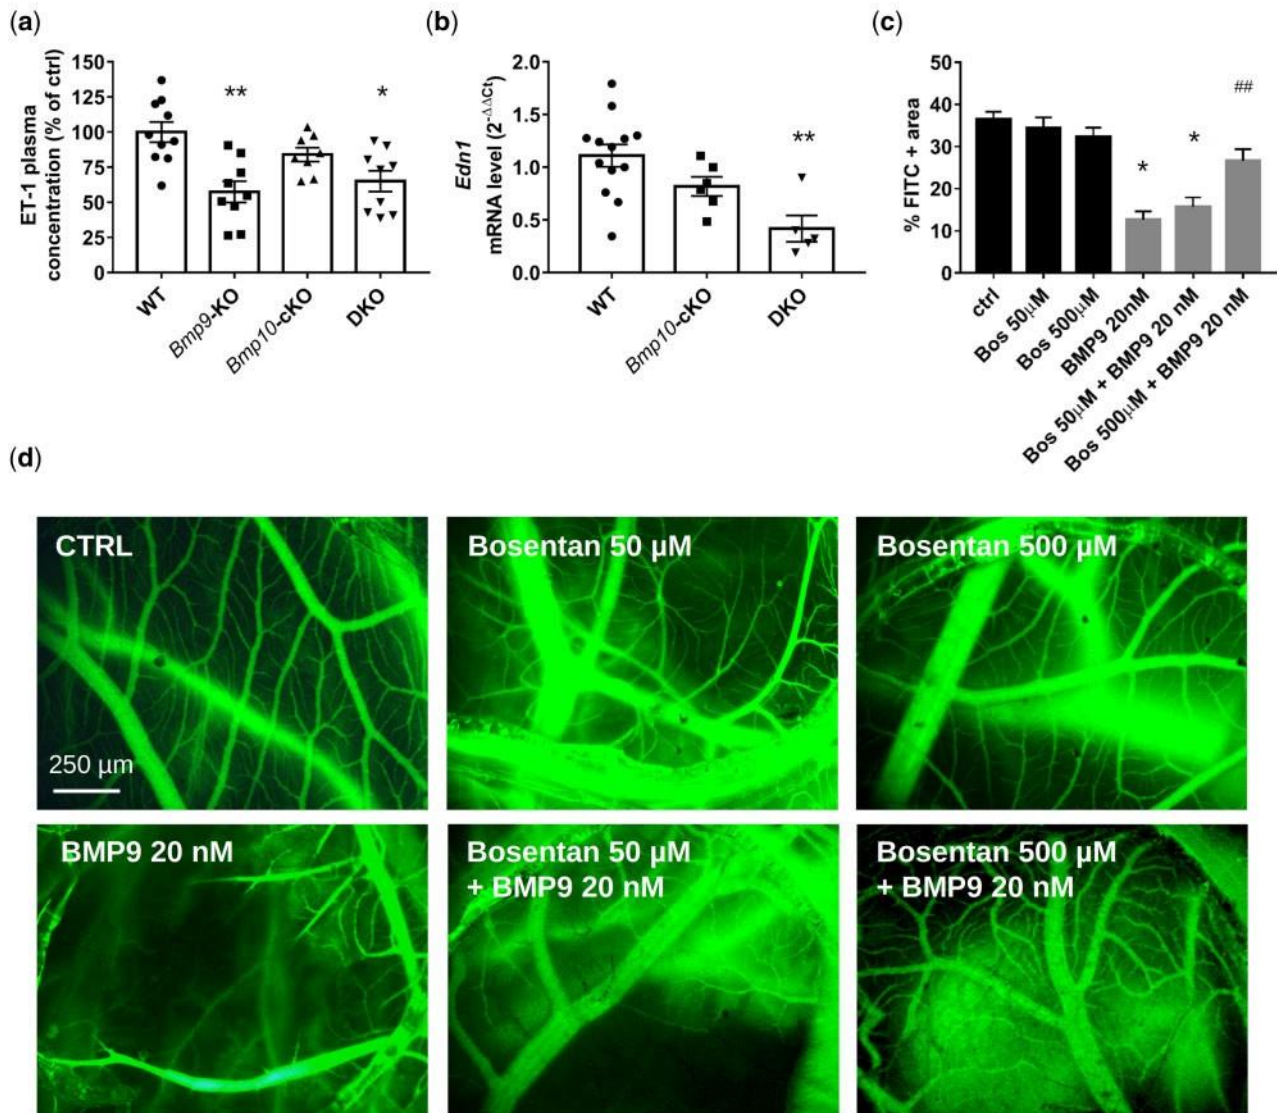 (a)
ET-1 plasma
concentration (% of ctrl)
150
125
100
75
50
25
0
**
*
WT
Bmp9-KO
Bmp10-cKO
DKO
(b)
Edn1
mRNA level (2^-ΔΔCt)
2.0
1.5
1.0
0.5
0.0
**
WT
Bmp10-cKO
DKO
(c)
% FITC + area
50
40
30
20
10
0
*
*
##
ctrl
Bos 50µM
Bos 500µM
BMP9 20nM
Bos 50µM + BMP9 20 nM
Bos 500µM + BMP9 20 nM
(d)
CTRL
250 µm
Bosentan 50 µM
Bosentan 500 µM
BMP9 20 nM
Bosentan 50 µM
+ BMP9 20 nM
Bosentan 500 µM
+ BMP9 20 nM